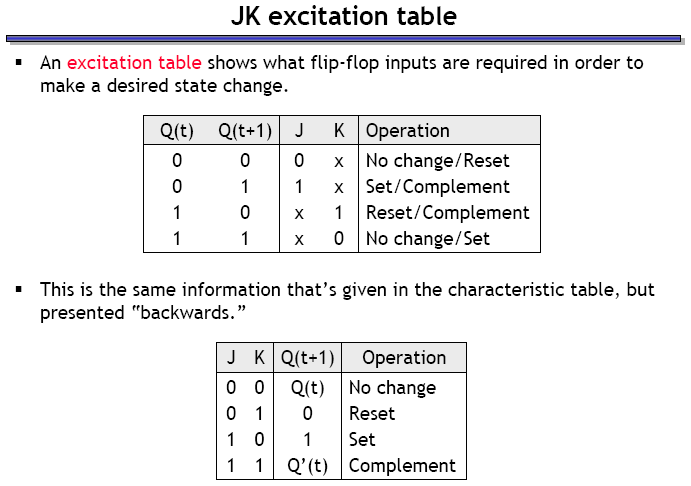 JK excitation table
▪ An excitation table shows what flip-flop inputs are required in order to
make a desired state change.
Q(t) Q(t+1) J K Operation
0 0 0 x No change/Reset
0 1 1 x Set/Complement
1 0 x 1 Reset/Complement
1 1 x 0 No change/Set
▪ This is the same information that’s given in the characteristic table, but
presented “backwards.”
J K Q(t+1) Operation
0 0 Q(t) No change
0 1 0 Reset
1 0 1 Set
1 1 Q’(t) Complement